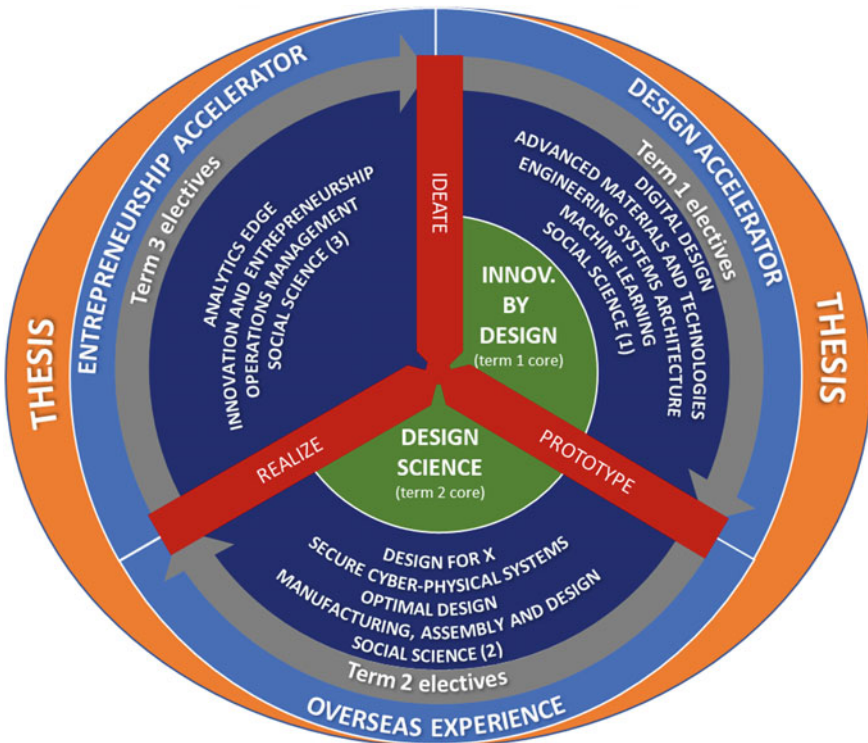 ENTREPRENEURSHIP ACCELERATOR
DESIGN ACCELERATOR
OVERSEAS EXPERIENCE
THESIS
THESIS
Term 1 electives
DIGITAL DESIGN
ADVANCED MATERIALS AND TECHNOLOGIES
ENGINEERING SYSTEMS ARCHITECTURE
MACHINE LEARNING
SOCIAL SCIENCE (1)
Term 2 electives
DESIGN FOR X
SECURE CYBER-PHYSICAL SYSTEMS
OPTIMAL DESIGN
MANUFACTURING, ASSEMBLY AND DESIGN
SOCIAL SCIENCE (2)
Term 3 electives
ANALYTICS EDGE
INNOVATION AND ENTREPRENEURSHIP
OPERATIONS MANAGEMENT
SOCIAL SCIENCE (3)
IDEATE
PROTOTYPE
REALIZE
INNOV.
BY
DESIGN
(term 1 core)
DESIGN
SCIENCE
(term 2 core)